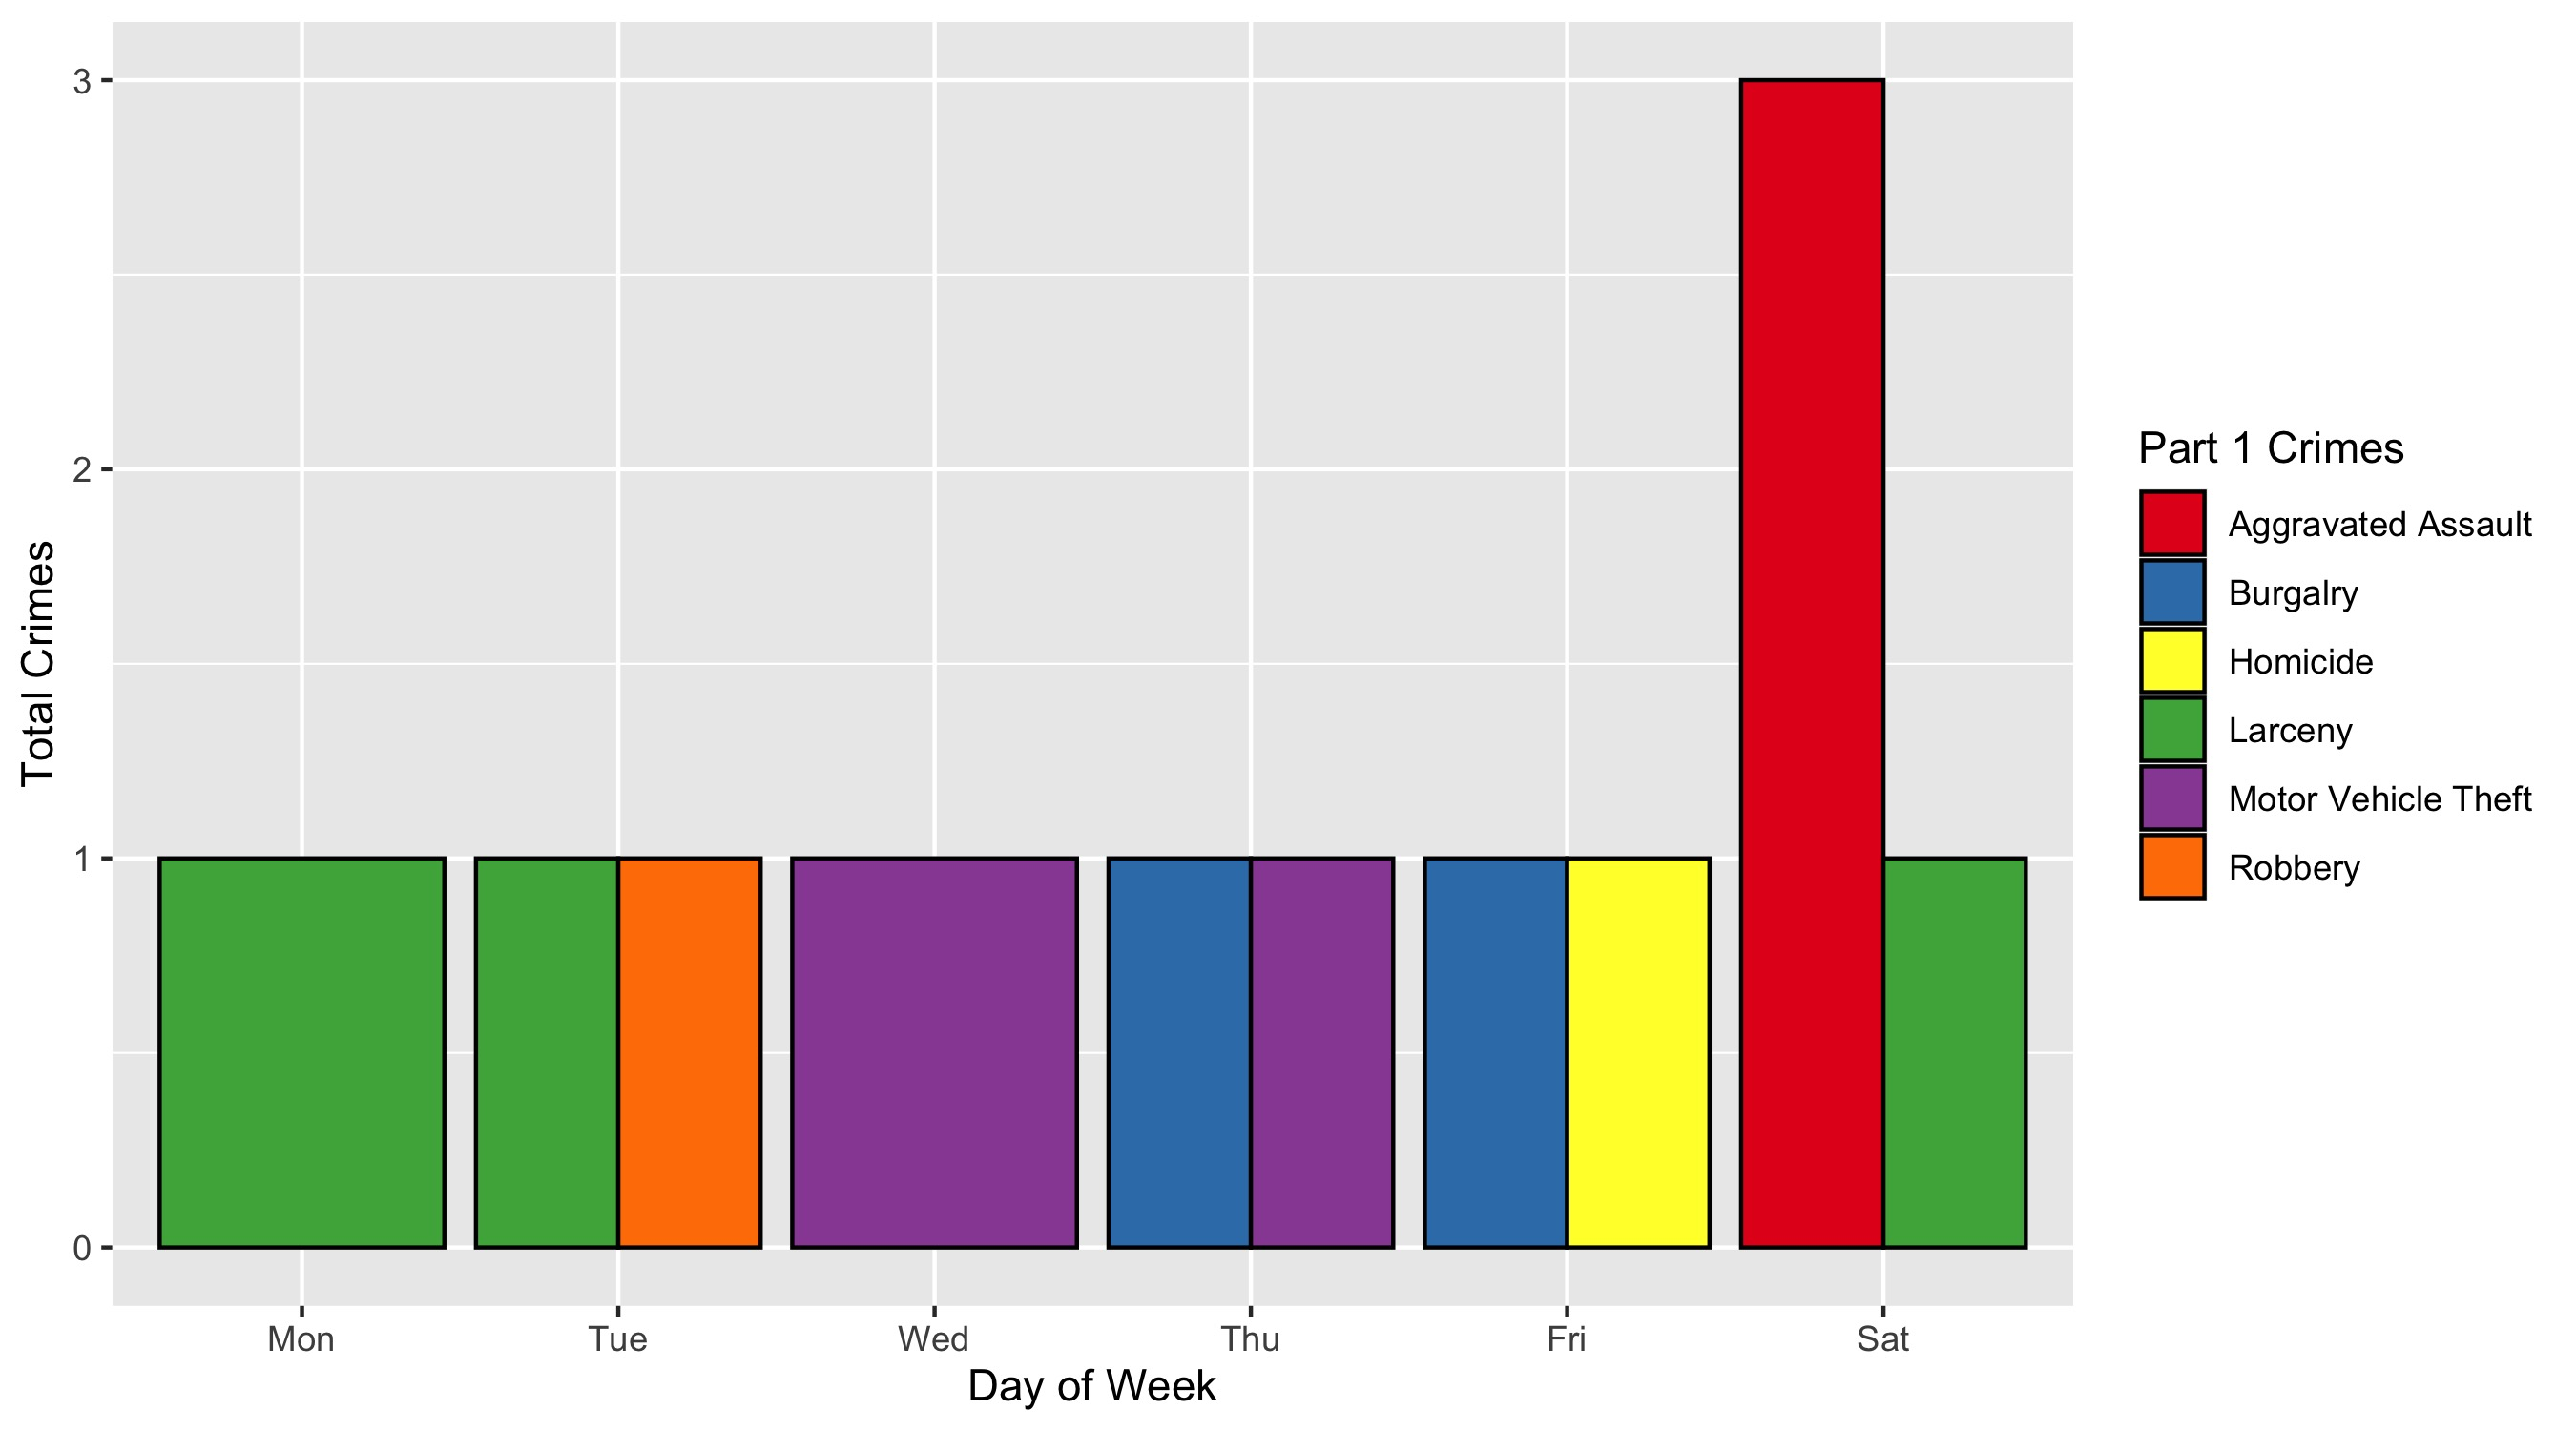 3
2
1
0
Total Crimes
Mon Tue Wed Thu Fri Sat
Day of Week
Part 1 Crimes
Aggravated Assault
Burgalry
Homicide
Larceny
Motor Vehicle Theft
Robbery